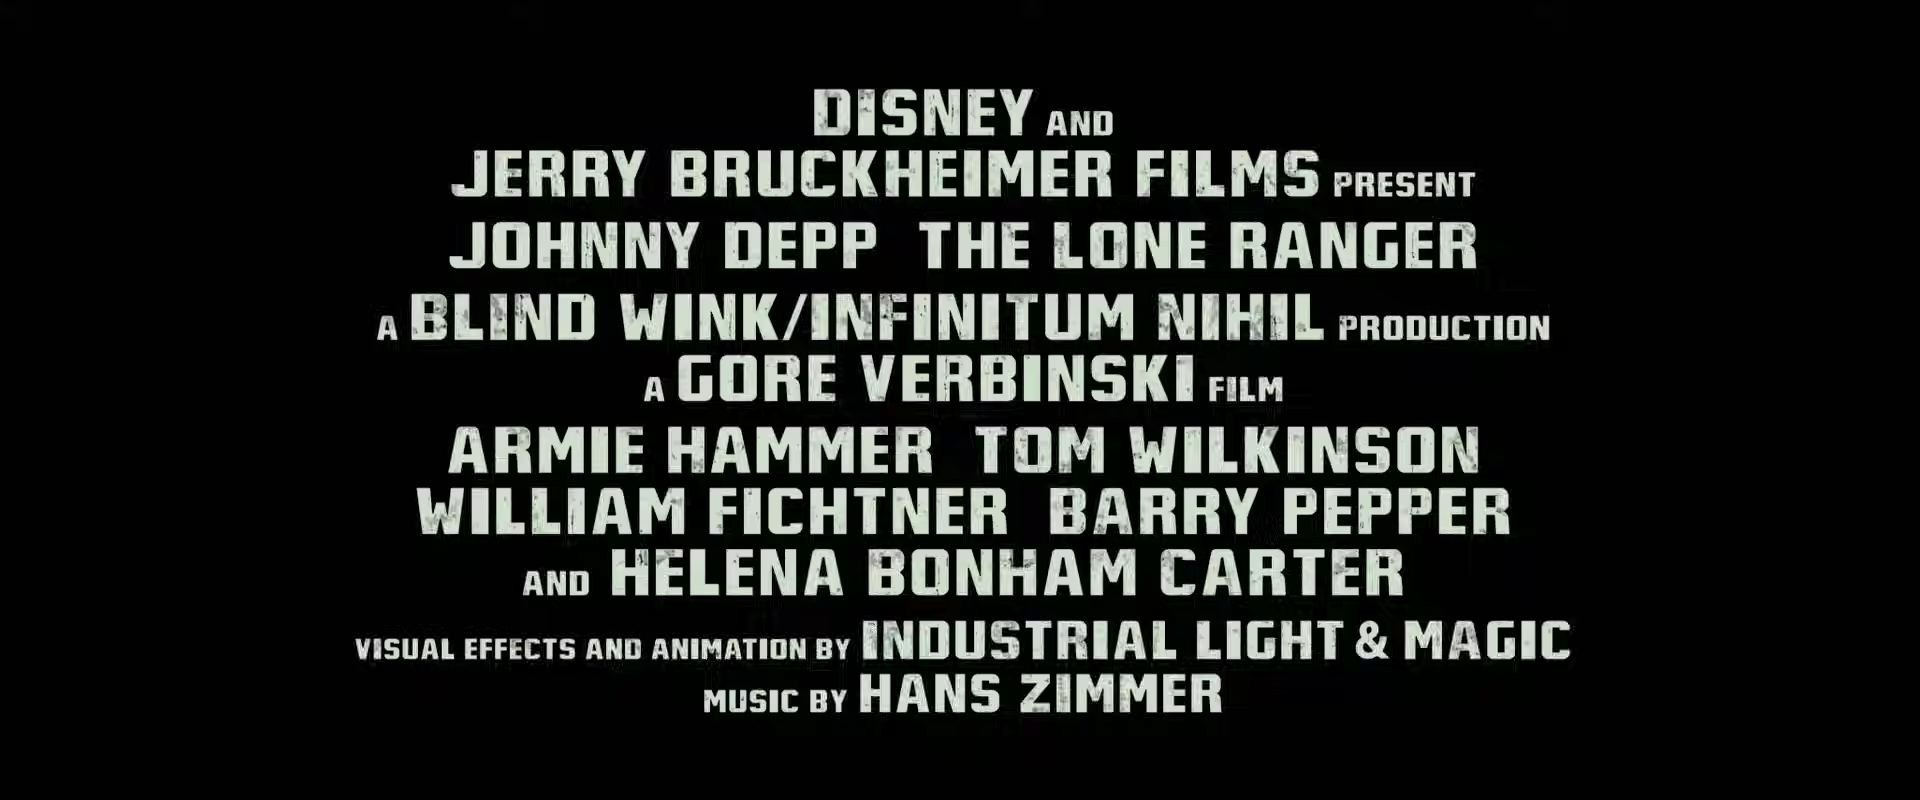 DISNEY AND
JERRY BRUCKHEIMER FILMS PRESENT
JOHNNY DEPP THE LONE RANGER
A BLIND WINK/INFINITUM NIHIL PRODUCTION
A GORE VERBINSKI FILM
ARMIE HAMMER TOM WILKINSON
WILLIAM FICHTNER BARRY PEPPER
AND HELENA BONHAM CARTER
VISUAL EFFECTS AND ANIMATION BY INDUSTRIAL LIGHT & MAGIC
MUSIC BY HANS ZIMMER